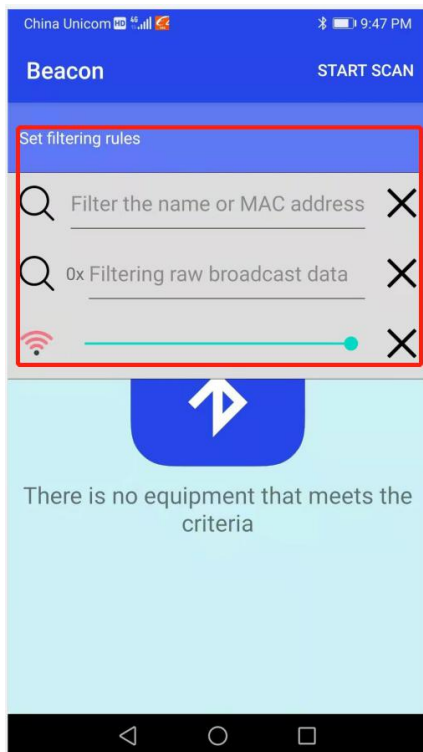 China Unicom HD 4G 9:47 PM
Beacon START SCAN
Set filtering rules
Filter the name or MAC address
0x Filtering raw broadcast data
There is no equipment that meets the
criteria